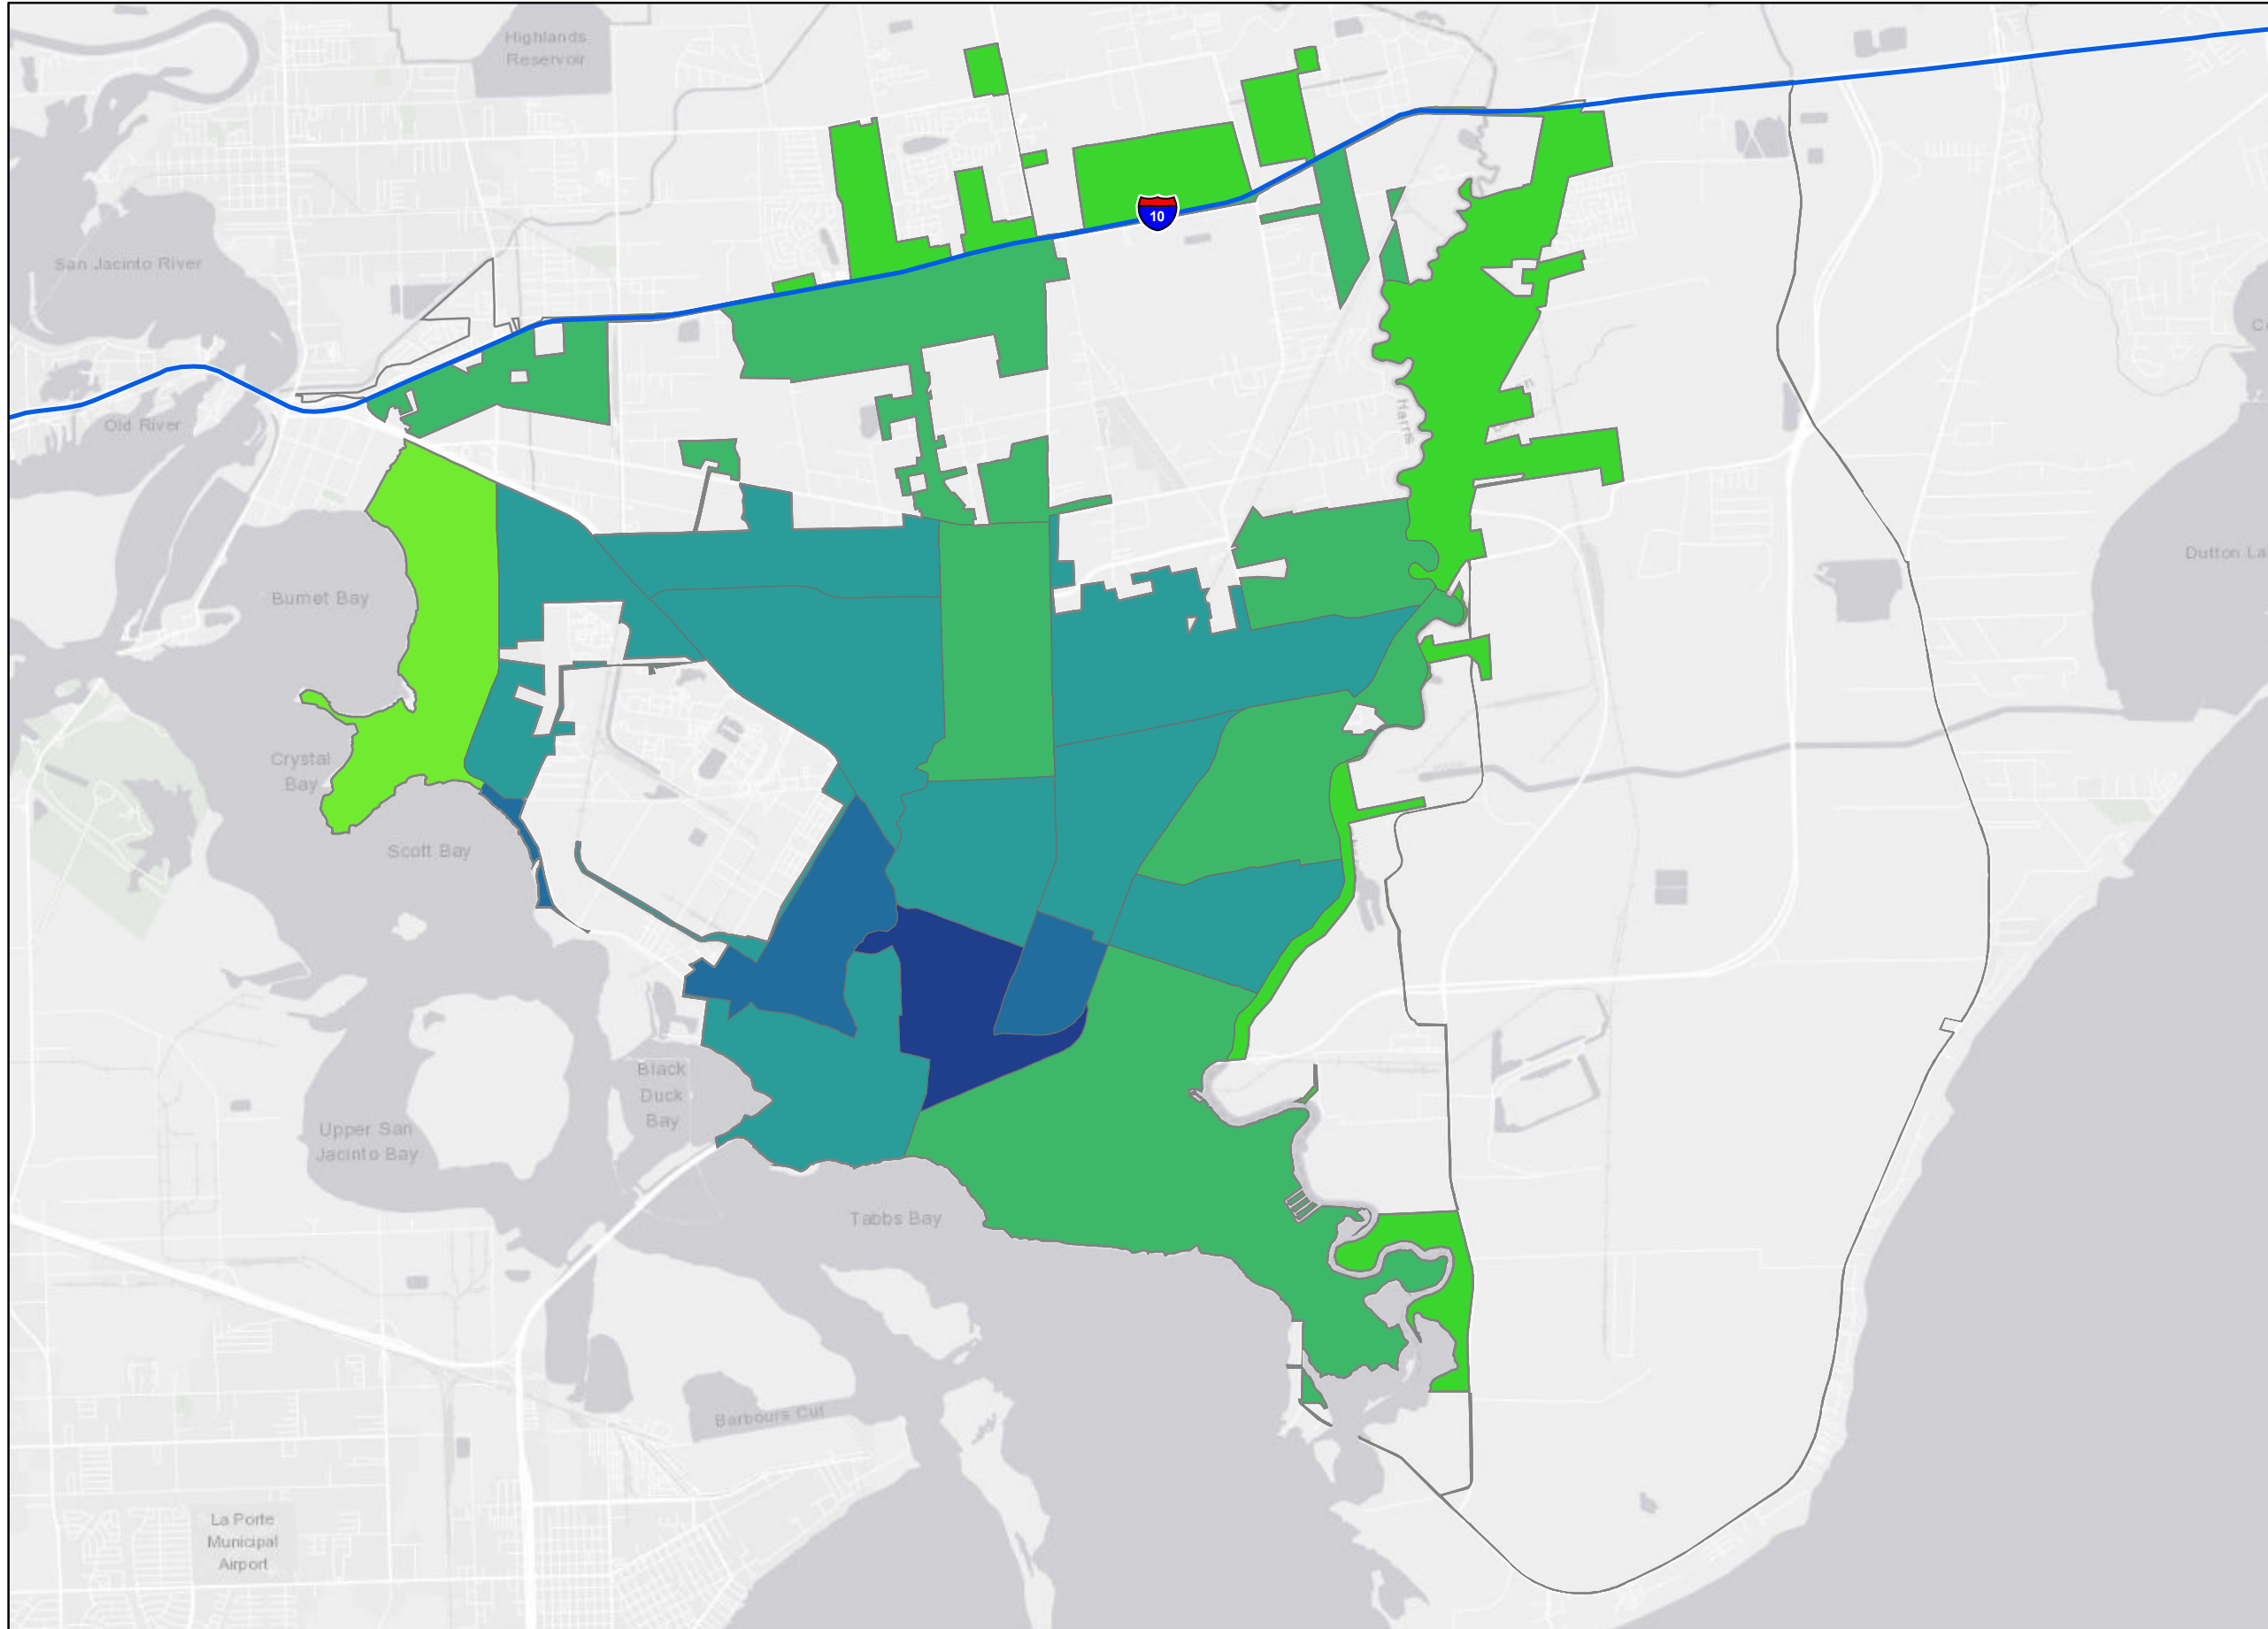 Highlands
Reservoir
10
San Jacinto River
Old River
Harris
Dutton
Burnet Bay
Crystal
Bay
Scott Bay
Black
Duck
Bay
Upper San
Jacinto Bay
Tabbs Bay
Barbours Cut
La Porte
Municipal
Airport